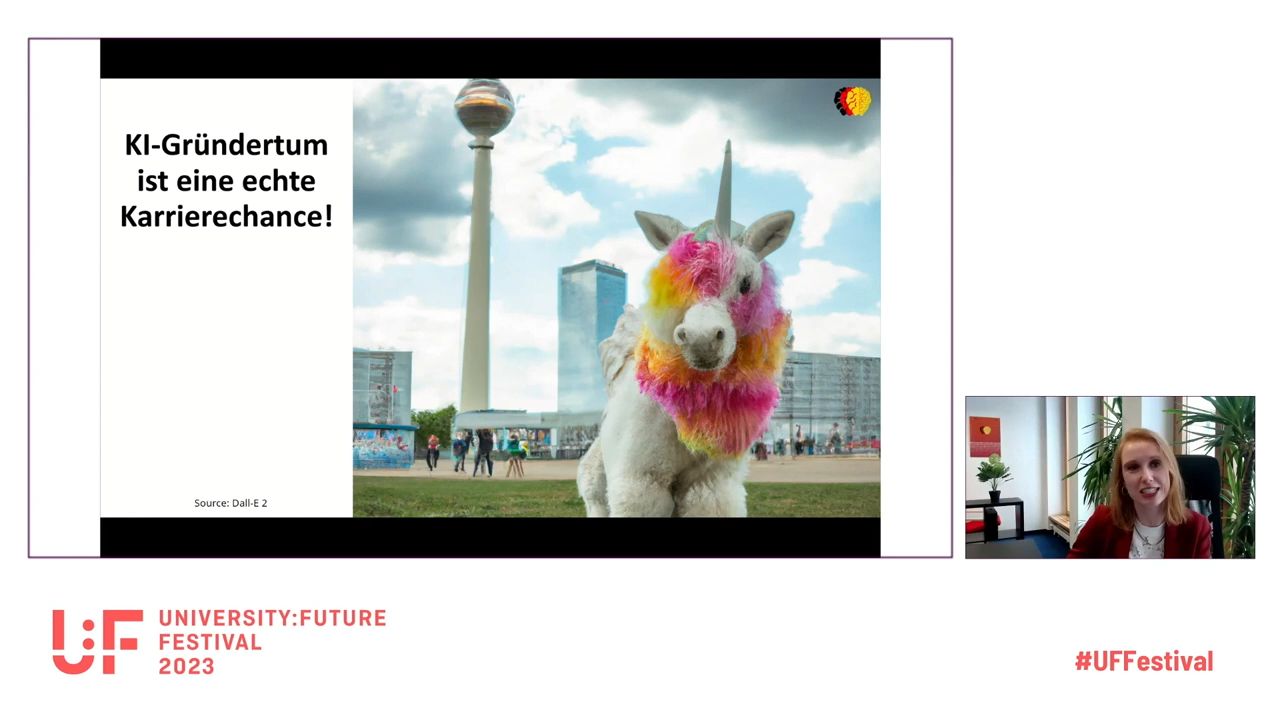 KI-Gründertum
ist eine echte
Karrierechance!
Source: Dall-E 2
U:F
UNIVERSITY:FUTURE
FESTIVAL
2023
#UFFestival